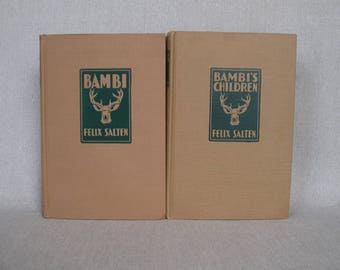 BAMBI
FELIX SALTEN
BAMBI'S
CHILDREN
FELIX SALTEN